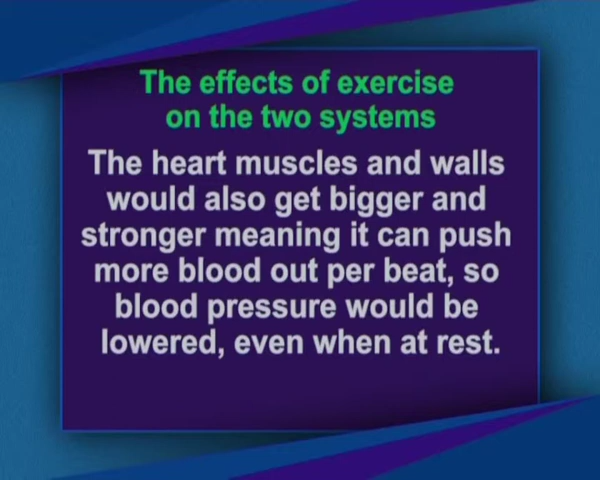 The effects of exercise
on the two systems
The heart muscles and walls
would also get bigger and
stronger meaning it can push
more blood out per beat, so
blood pressure would be
lowered, even when at rest.